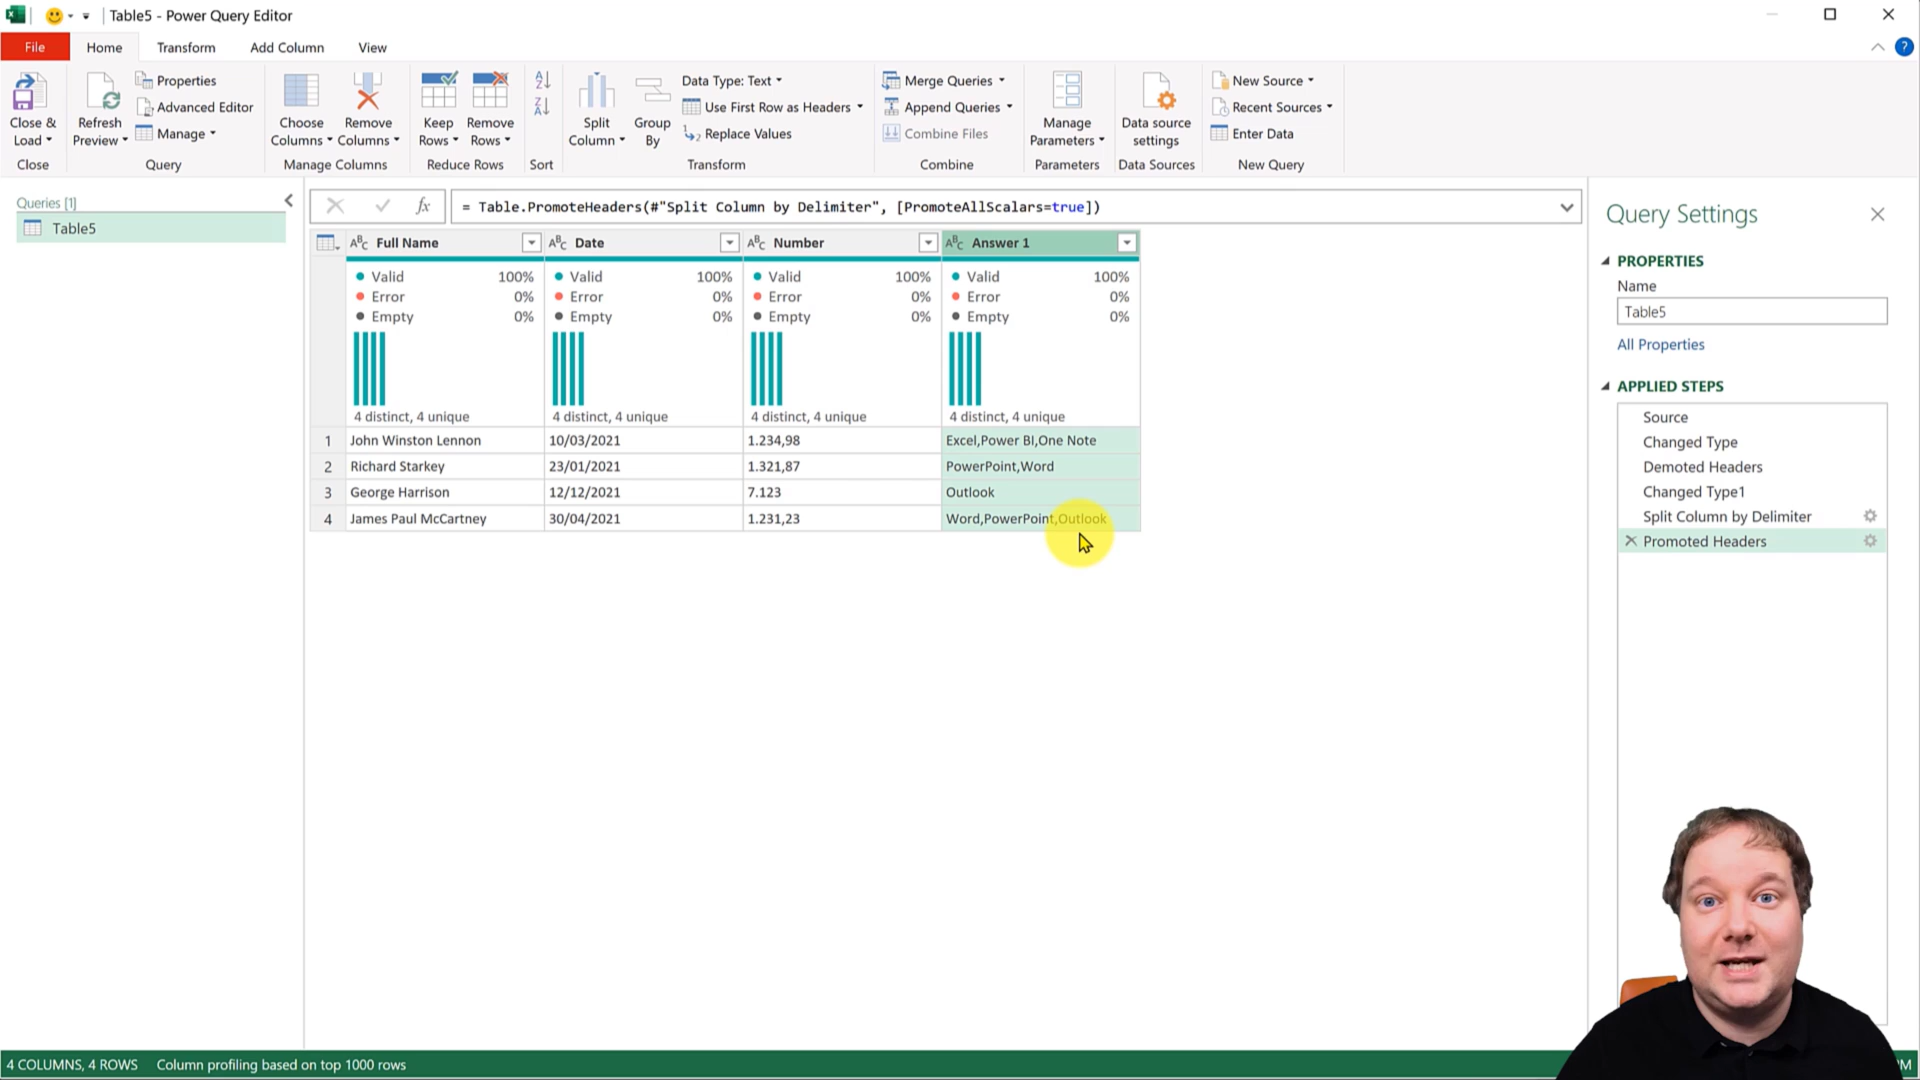 Table5 - Power Query Editor
File Home Transform Add Column View
Close & Load
Close
Refresh Preview
Properties
Advanced Editor
Manage
Query
Choose Columns
Remove Columns
Manage Columns
Keep Rows
Remove Rows
Reduce Rows
Sort
Split Column
Group By
Data Type: Text
Use First Row as Headers
Replace Values
Transform
Merge Queries
Append Queries
Combine Files
Combine
Manage Parameters
Parameters
Data source settings
Data Sources
New Source
Recent Sources
Enter Data
New Query
Queries [1]
Table5
fx = Table.PromoteHeaders(#"Split Column by Delimiter", [PromoteAllScalars=true])
ABC Full Name ABC Date ABC Number ABC Answer 1
Valid 100% Valid 100% Valid 100% Valid 100%
Error 0% Error 0% Error 0% Error 0%
Empty 0% Empty 0% Empty 0% Empty 0%
4 distinct, 4 unique 4 distinct, 4 unique 4 distinct, 4 unique 4 distinct, 4 unique
1 John Winston Lennon 10/03/2021 1.234,98 Excel,Power BI,One Note
2 Richard Starkey 23/01/2021 1.321,87 PowerPoint,Word
3 George Harrison 12/12/2021 7.123 Outlook
4 James Paul McCartney 30/04/2021 1.231,23 Word,PowerPoint,Outlook
Query Settings
PROPERTIES
Name
Table5
All Properties
APPLIED STEPS
Source
Changed Type
Demoted Headers
Changed Type1
Split Column by Delimiter
Promoted Headers
4 COLUMNS, 4 ROWS Column profiling based on top 1000 rows